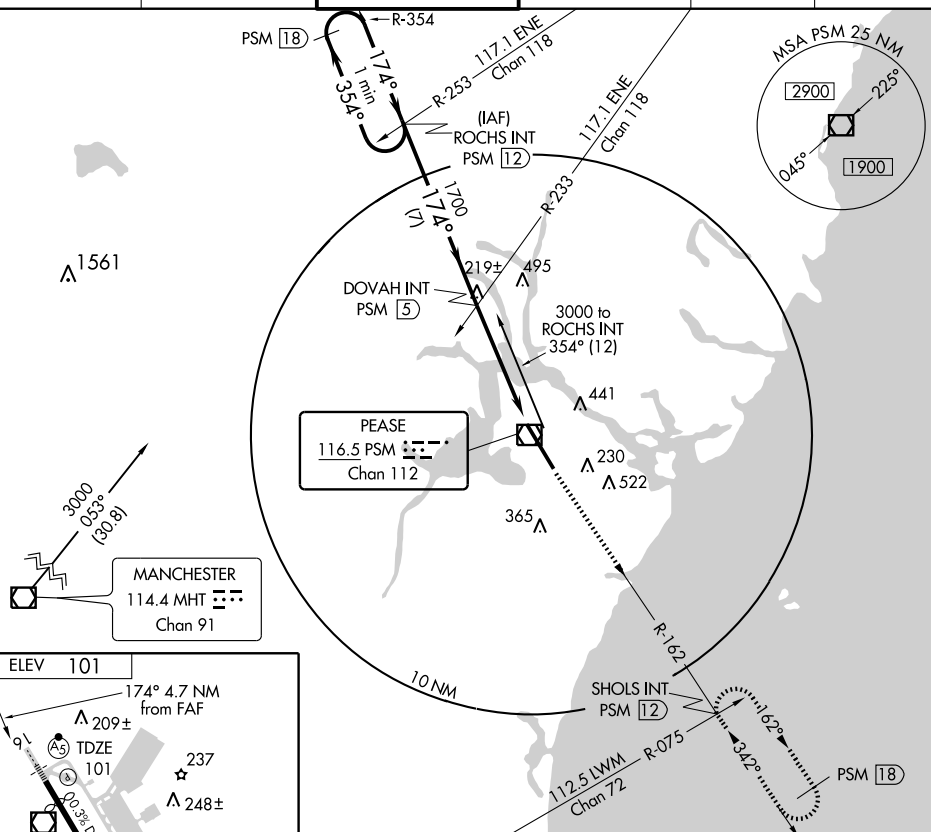 R-354
PSM 18
174°
1 min
354°
R-253
117.1 ENE
Chan 118
(IAF)
ROCHS INT
PSM 12
117.1 ENE
Chan 118
R-233
MSA PSM 25 NM
2900
225°
045°
1900
1700
174°
(7)
1561
219±
495
DOVAH INT
PSM 5
3000 to
ROCHS INT
354° (12)
441
PEASE
116.5 PSM
Chan 112
230
522
365
3000
053°
(30.8)
MANCHESTER
114.4 MHT
Chan 91
R-162
10 NM
SHOLS INT
PSM 12
162°
342°
R-075
112.5 LWM
Chan 72
PSM 18
ELEV 101
174° 4.7 NM
from FAF
209±
16
A5
TDZE
101
237
248±